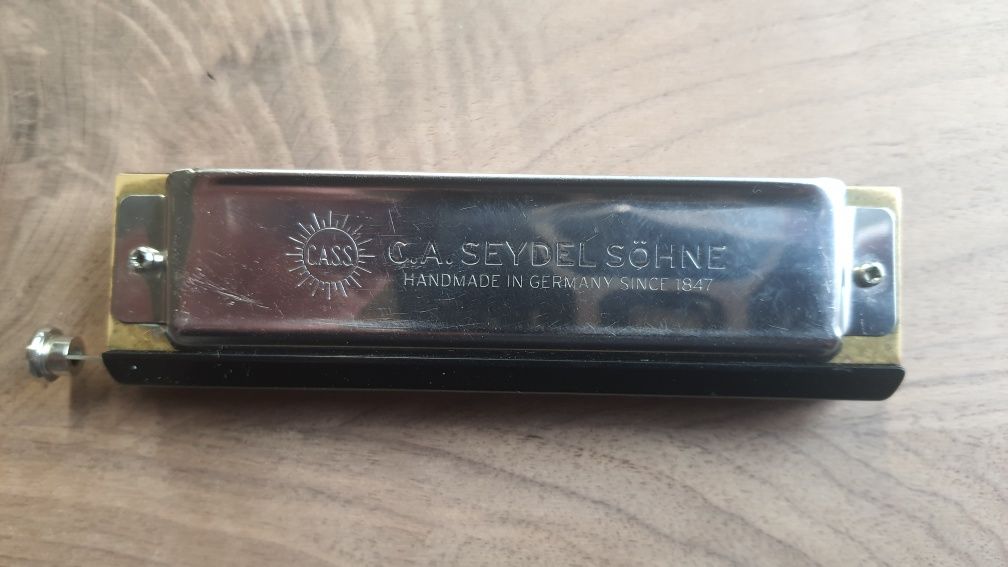 C.A.S.S
C.A. SEYDEL SÖHNE
HANDMADE IN GERMANY SINCE 1847